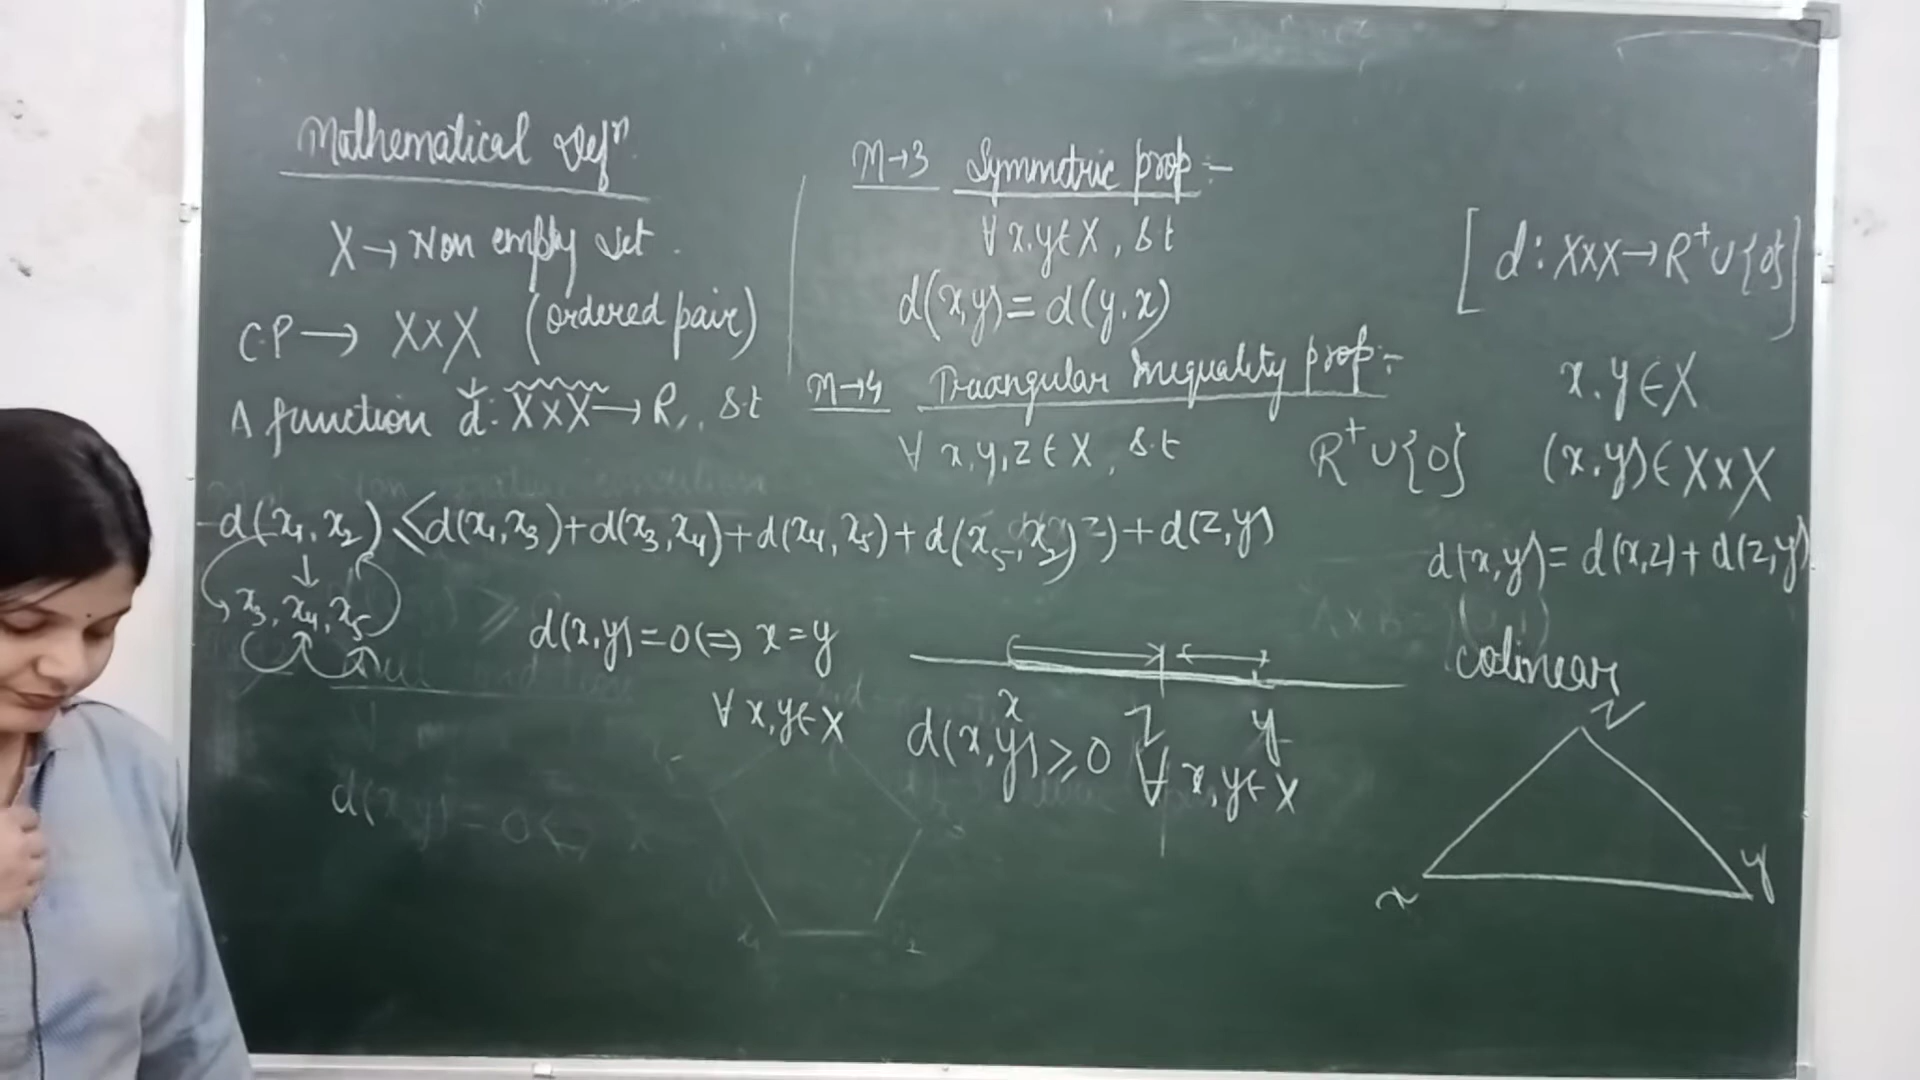 Mathematical Defⁿ.
X → Non empty set.
C.P → X×X (ordered pair)
A function d: X×X → R, s.t
M→3 Symmetric prop:-
∀ x,y ∈ X, s.t
d(x,y) = d(y,x)
M→4 Triangular Inequality prop:-
∀ x,y,z ∈ X, s.t
d(x₁,x₂) ≤ d(x₁,x₃)+d(x₃,x₄)+d(x₄,x₅)+d(x₅,x₂) z)+d(z,y)
x₃, x₄, x₅
d(x,y)=0 ⇔ x=y
∀ x,y ∈ X
x z y
d(x,y) ≥ 0 ∀ x,y ∈ X
[d: X×X → R⁺∪{0}]
x,y ∈ X
R⁺∪{0} (x,y) ∈ X×X
d(x,y) = d(x,z)+d(z,y)
colinear
z
x y
d(x,y) = 0 ⇔ x